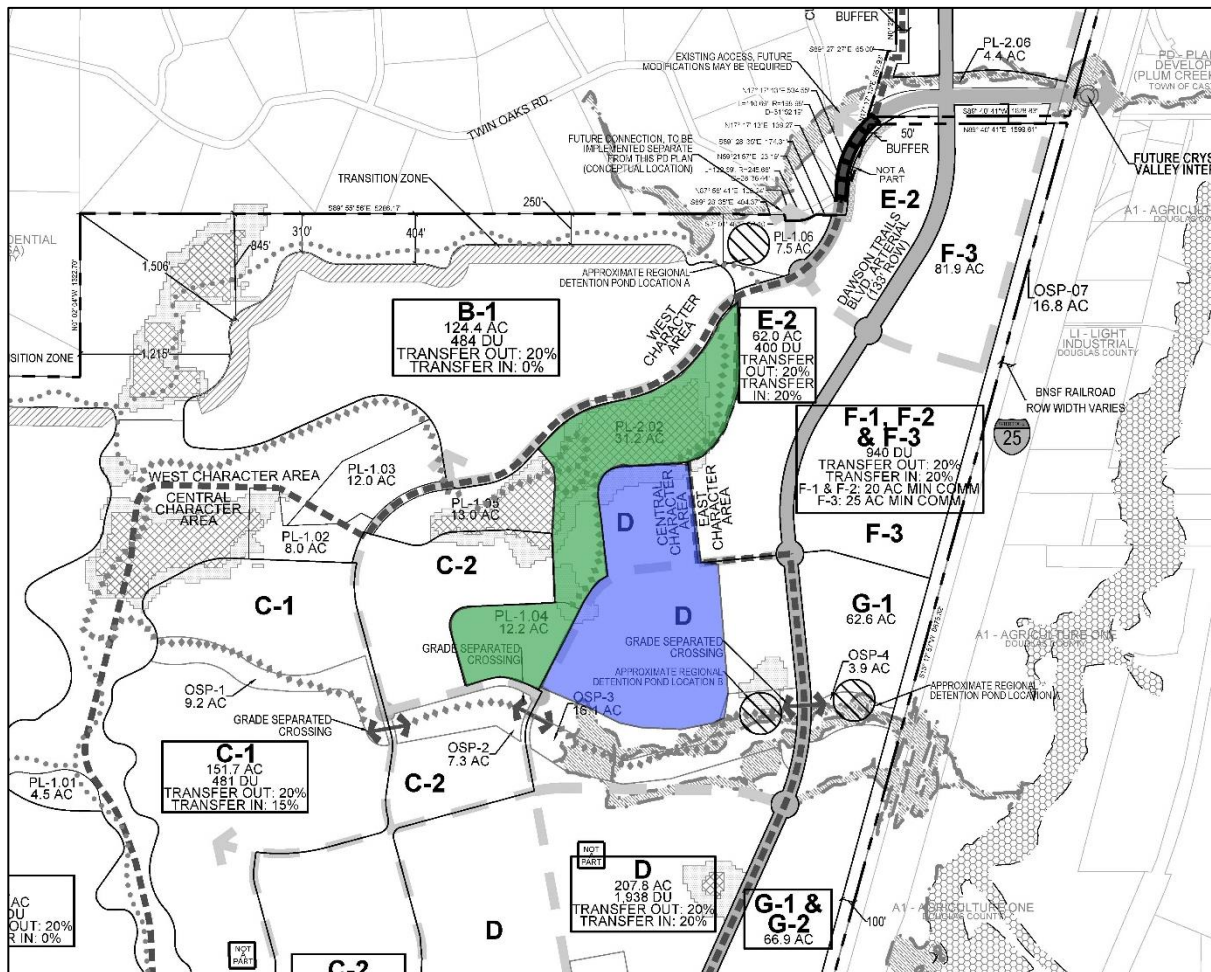 BUFFER
PL-2.06
4.4 AC
EXISTING ACCESS, FUTURE
MODIFICATIONS MAY BE REQUIRED
TWIN OAKS RD.
FUTURE CONNECTION, TO BE
IMPLEMENTED SEPARATE
FROM THIS PD PLAN
(CONCEPTUAL LOCATION)
50'
BUFFER
NOT A
PART
FUTURE CRYS
VALLEY INTER
TRANSITION ZONE
250'
310'
404'
845'
1,506'
1,215'
SITION ZONE
PL-1.06
7.5 AC
APPROXIMATE REGIONAL
DETENTION POND LOCATION A
E-2
DAWSON TRAILS
BLVD ARTERIAL
(133' ROW)
F-3
81.9 AC
OSP-07
16.8 AC
LI - LIGHT
INDUSTRIAL
DOUGLAS COUNTY
BNSF RAILROAD
ROW WIDTH VARIES
25
B-1
124.4 AC
484 DU
TRANSFER OUT: 20%
TRANSFER IN: 0%
WEST
CHARACTER
AREA
E-2
62.0 AC
400 DU
TRANSFER
OUT: 20%
TRANSFER
IN: 20%
F-1, F-2
& F-3
940 DU
TRANSFER OUT: 20%
TRANSFER IN: 20%
F-1 & F-2: 20 AC MIN COMM
F-3: 25 AC MIN COMM
PL-2.02
31.2 AC
PL-1.03
12.0 AC
WEST CHARACTER AREA
CENTRAL
CHARACTER
AREA
PL-1.02
8.0 AC
PL-1.05
13.0 AC
C-2
D
CENTRAL
CHARACTER
AREA
EAST
CHARACTER
AREA
F-3
C-1
PL-1.04
12.2 AC
GRADE SEPARATED
CROSSING
D
GRADE SEPARATED
CROSSING
G-1
62.6 AC
A1 - AGRICULTURE ONE
DOUGLAS COUNTY
APPROXIMATE REGIONAL
DETENTION POND LOCATION B
OSP-4
3.9 AC
APPROXIMATE REGIONAL
DETENTION POND LOCATION A
OSP-1
9.2 AC
GRADE SEPARATED
CROSSING
OSP-3
16.1 AC
OSP-2
7.3 AC
C-1
151.7 AC
481 DU
TRANSFER OUT: 20%
TRANSFER IN: 15%
C-2
PL-1.01
4.5 AC
NOT
A
PART
D
207.8 AC
1,938 DU
TRANSFER OUT: 20%
TRANSFER IN: 20%
G-1 &
G-2
66.9 AC
100'
A1 - AGRICULTURE ONE
DOUGLAS COUNTY
AC
DU
OUT: 20%
R IN: 0%
D
NOT
A
PART
C-2